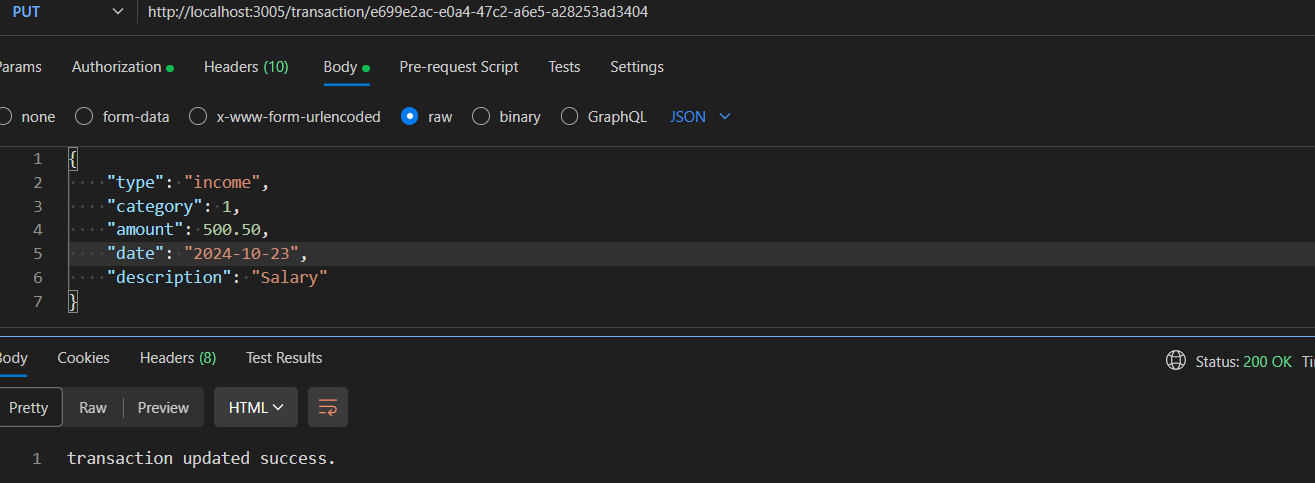 PUT http://localhost:3005/transaction/e699e2ac-e0a4-47c2-a6e5-a28253ad3404
Params Authorization Headers (10) Body Pre-request Script Tests Settings
none form-data x-www-form-urlencoded raw binary GraphQL JSON
1 {
2 "type": "income",
3 "category": 1,
4 "amount": 500.50,
5 "date": "2024-10-23",
6 "description": "Salary"
7 }
Body Cookies Headers (8) Test Results Status: 200 OK Ti
Pretty Raw Preview HTML
1 transaction updated success.